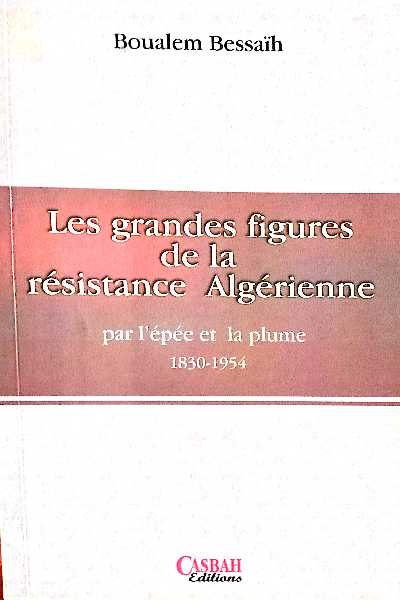 Boualem Bessaïh
Les grandes figures
de la
résistance Algérienne
par l'épée et la plume
1830-1954
CASBAH
Editions